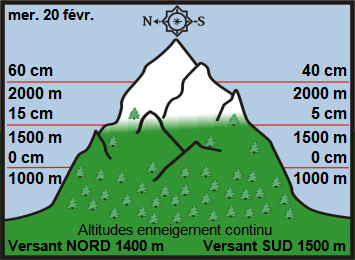 mer. 20 févr.
N S
60 cm 40 cm
2000 m 2000 m
15 cm 5 cm
1500 m 1500 m
0 cm 0 cm
1000 m 1000 m
Altitudes enneigement continu
Versant NORD 1400 m Versant SUD 1500 m